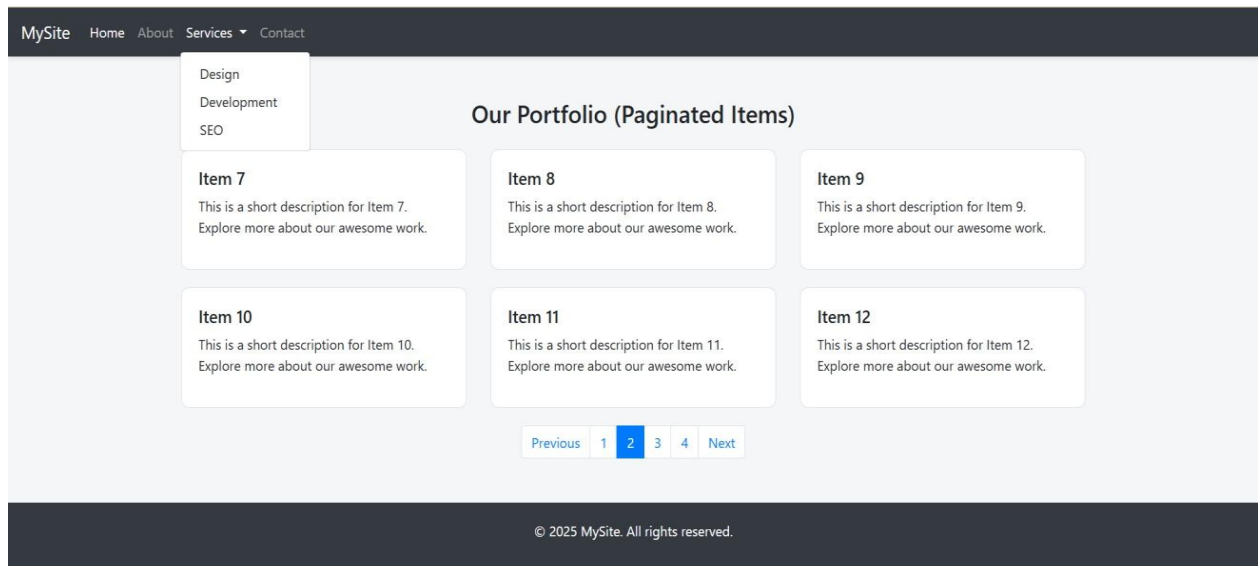 MySite Home About Services Contact
Design
Development
SEO
Our Portfolio (Paginated Items)
Item 7
This is a short description for Item 7.
Explore more about our awesome work.
Item 8
This is a short description for Item 8.
Explore more about our awesome work.
Item 9
This is a short description for Item 9.
Explore more about our awesome work.
Item 10
This is a short description for Item 10.
Explore more about our awesome work.
Item 11
This is a short description for Item 11.
Explore more about our awesome work.
Item 12
This is a short description for Item 12.
Explore more about our awesome work.
Previous 1 2 3 4 Next
© 2025 MySite. All rights reserved.